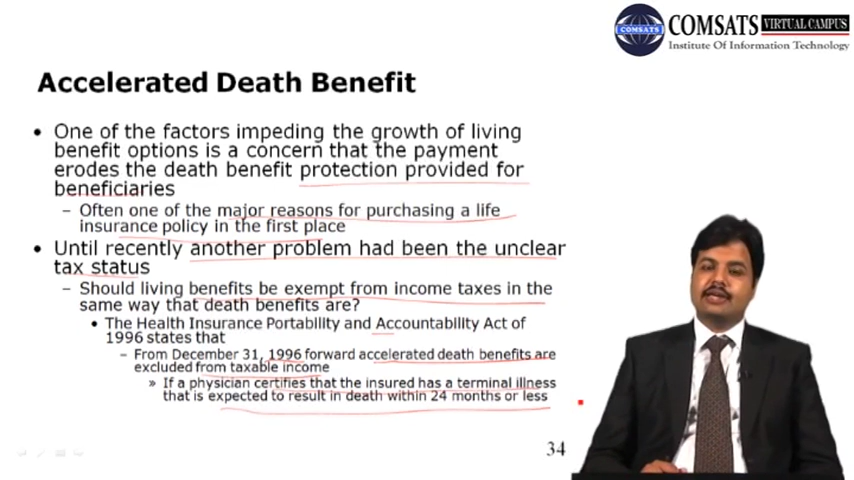 COMSATS
COMSATS VIRTUAL CAMPUS
Institute Of Information Technology
Accelerated Death Benefit
• One of the factors impeding the growth of living
benefit options is a concern that the payment
erodes the death benefit protection provided for
beneficiaries
– Often one of the major reasons for purchasing a life
insurance policy in the first place
• Until recently another problem had been the unclear
tax status
– Should living benefits be exempt from income taxes in the
same way that death benefits are?
• The Health Insurance Portability and Accountability Act of
1996 states that
– From December 31, 1996 forward accelerated death benefits are
excluded from taxable income
» If a physician certifies that the insured has a terminal illness
that is expected to result in death within 24 months or less
34